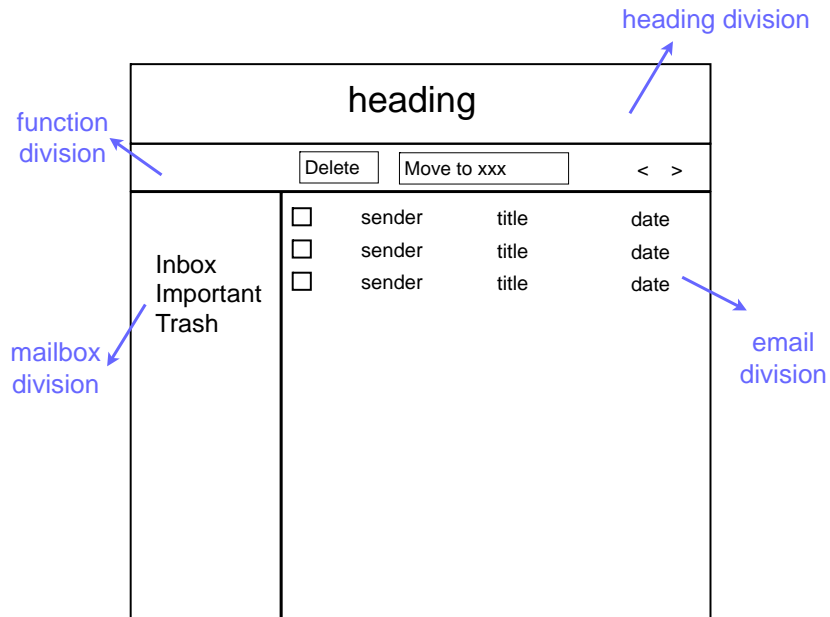 heading division
heading
function
division
Delete Move to xxx < >
sender title date
sender title date
sender title date
Inbox
Important
Trash
mailbox
division
email
division